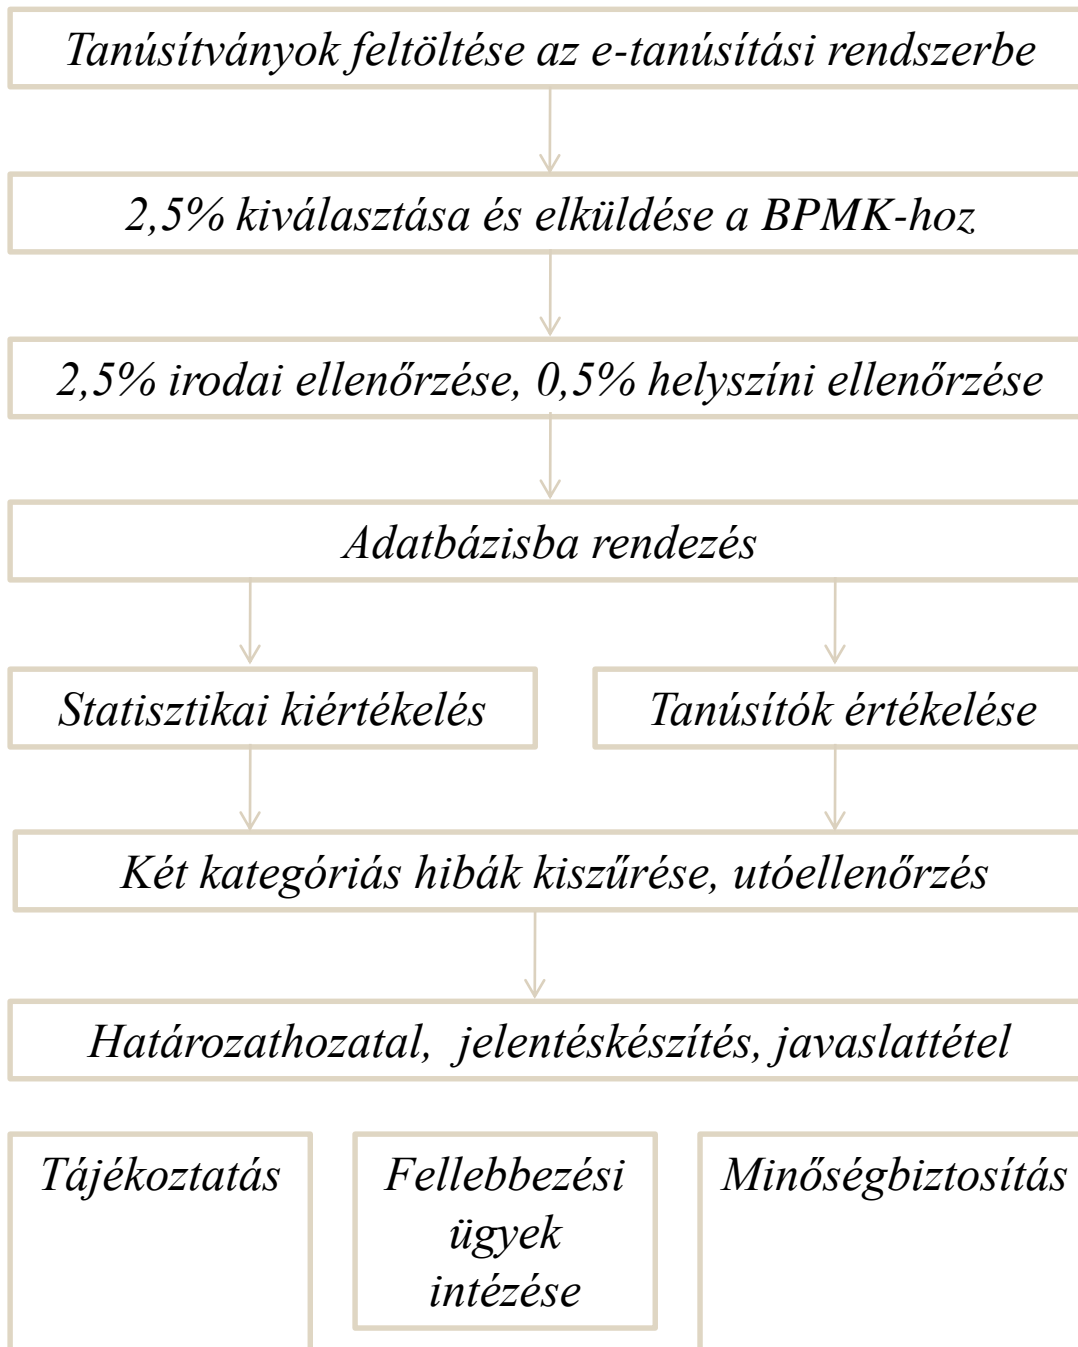 Tanúsítványok feltöltése az e-tanúsítási rendszerbe
2,5% kiválasztása és elküldése a BPMK-hoz
2,5% irodai ellenőrzése, 0,5% helyszíni ellenőrzése
Adatbázisba rendezés
Statisztikai kiértékelés
Tanúsítók értékelése
Két kategóriás hibák kiszűrése, utóellenőrzés
Határozathozatal, jelentéskészítés, javaslattétel
Tájékoztatás
Fellebbezési
ügyek
intézése
Minőségbiztosítás